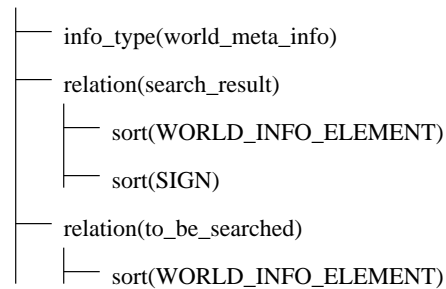 info_type(world_meta_info)
relation(search_result)
sort(WORLD_INFO_ELEMENT)
sort(SIGN)
relation(to_be_searched)
sort(WORLD_INFO_ELEMENT)